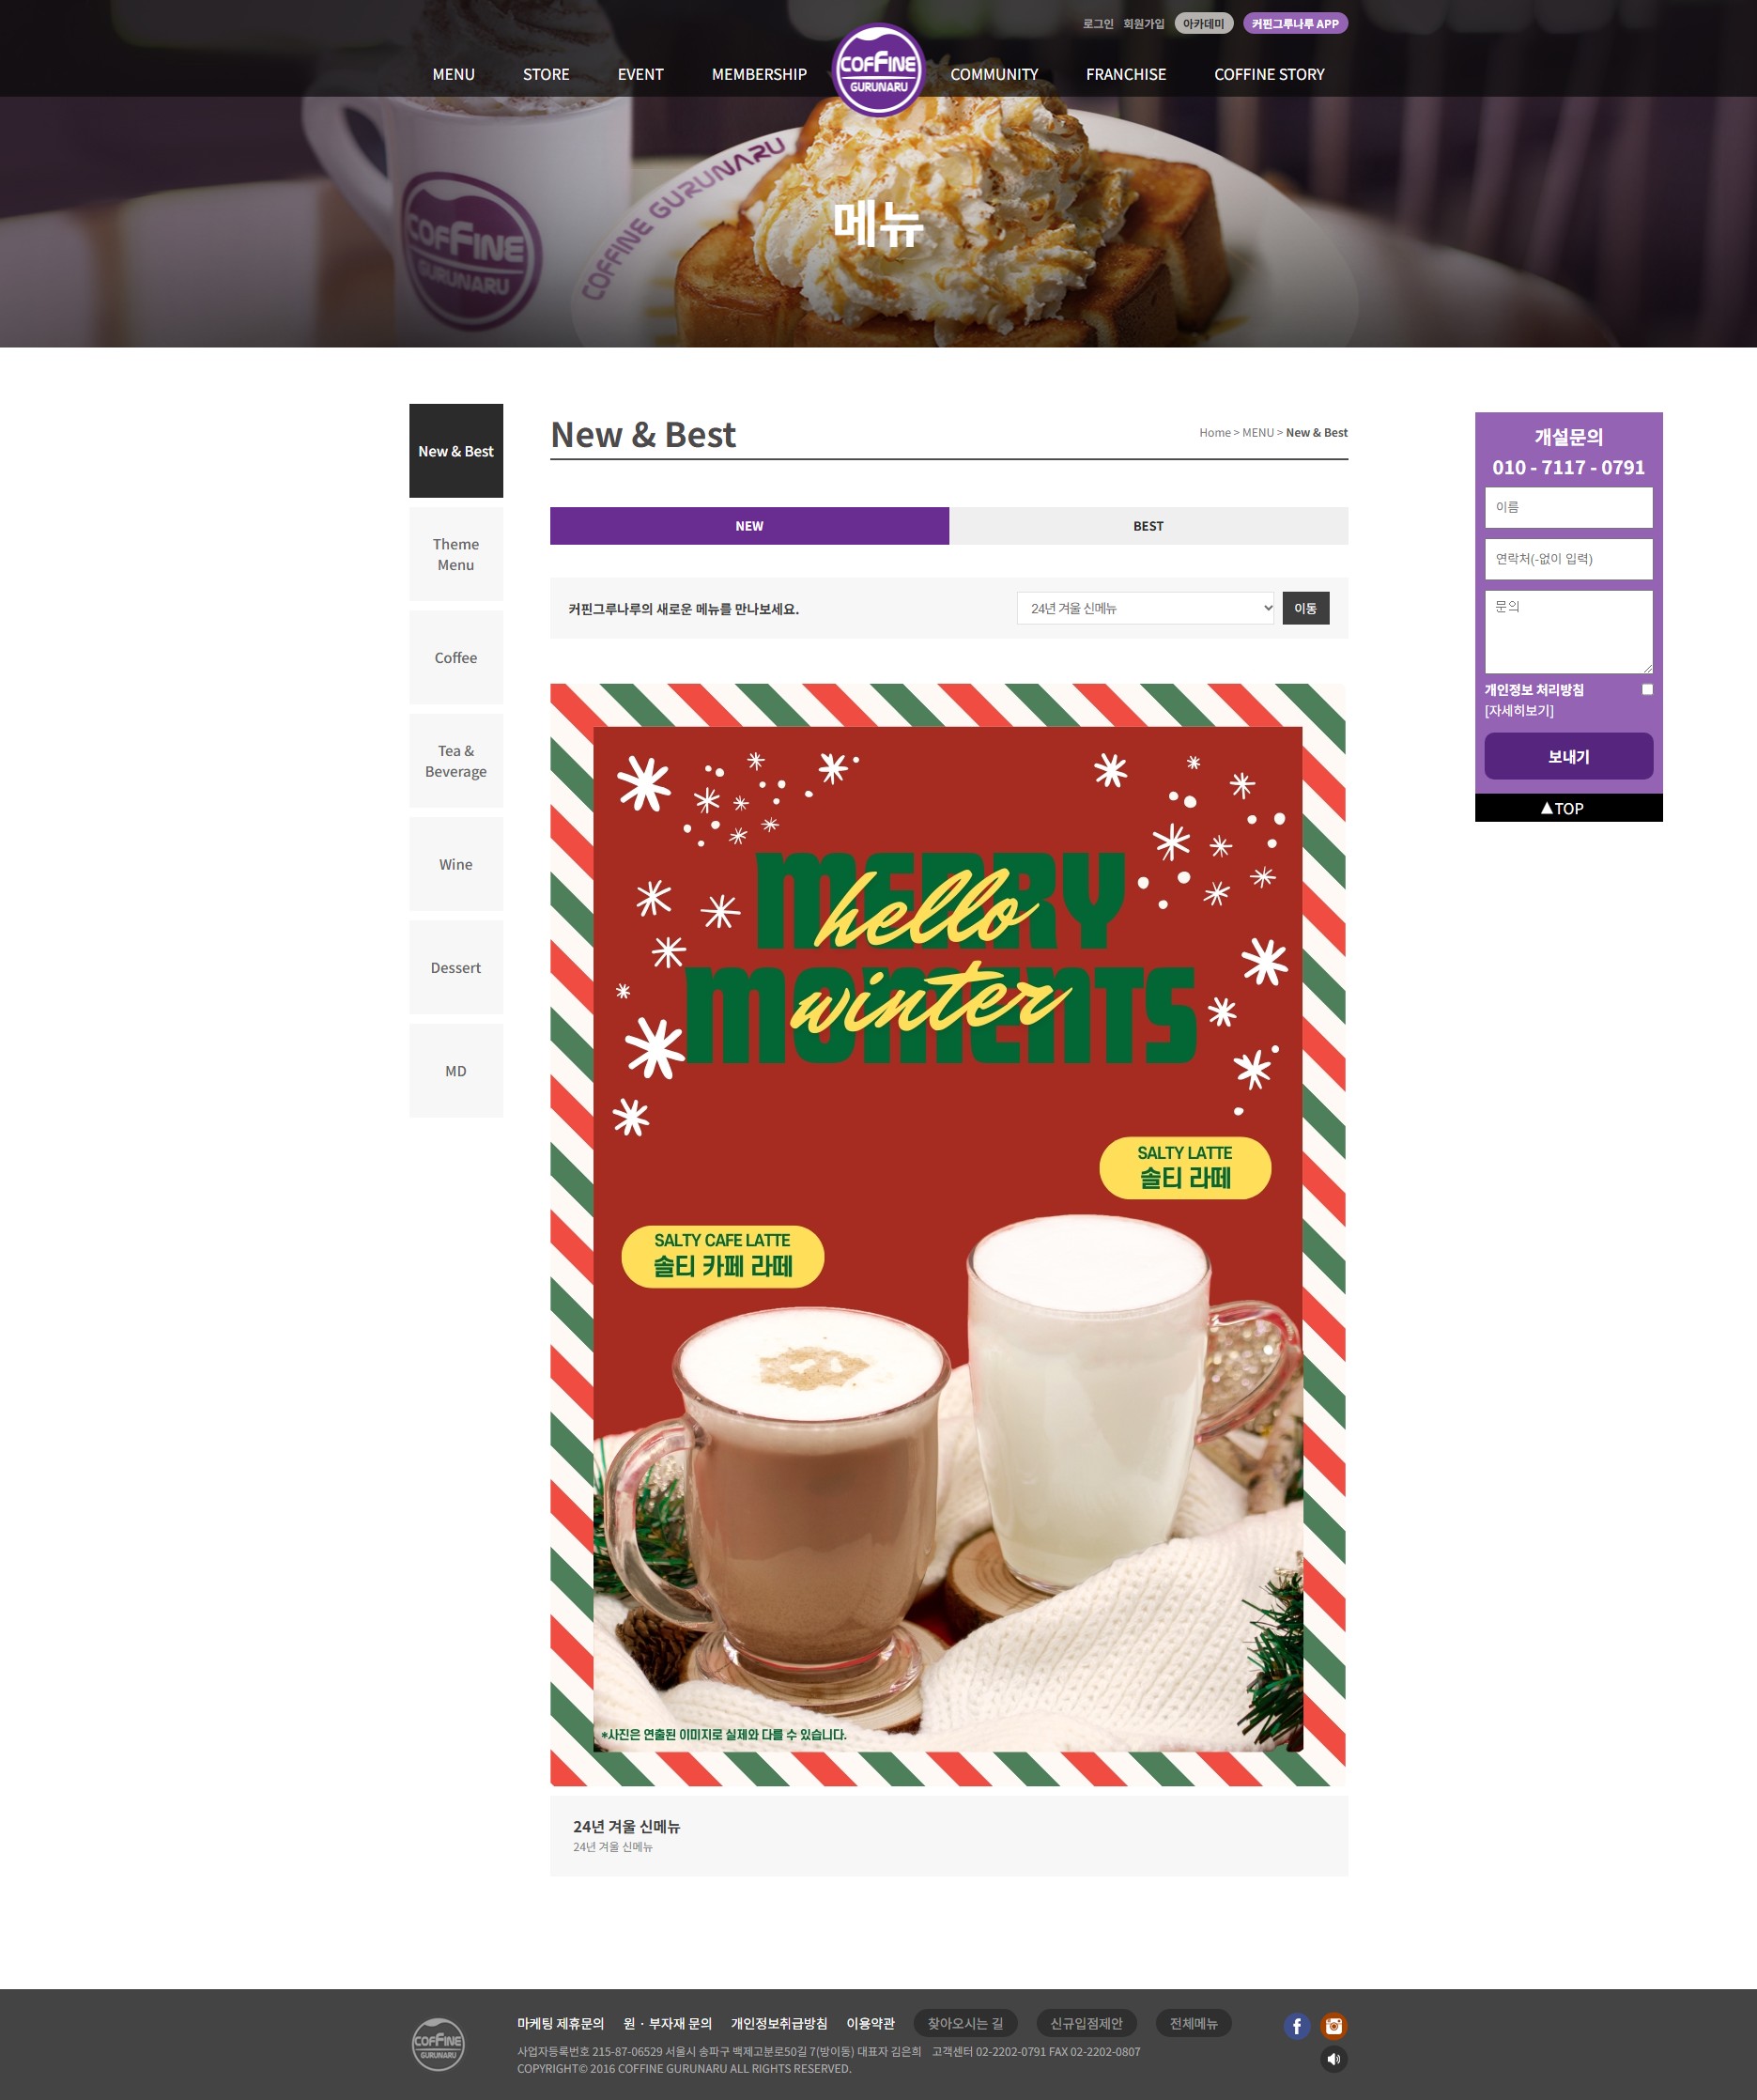 로그인 회원가입 아카데미 커핀그루나루 APP
MENU STORE EVENT MEMBERSHIP COFFINE GURUNARU COMMUNITY FRANCHISE COFFINE STORY
COFFINE GURUNARU
COFFINE
GURUNARU
메뉴
New & Best
Theme
Menu
Coffee
Tea &
Beverage
Wine
Dessert
MD
New & Best
Home > MENU > New & Best
NEW BEST
커핀그루나루의 새로운 메뉴를 만나보세요. 24년 겨울 신메뉴 이동
MERRY
hello
MOMENTS
winter
SALTY LATTE
솔티 라떼
SALTY CAFE LATTE
솔티 카페 라떼
*사진은 연출된 이미지로 실제와 다를 수 있습니다.
24년 겨울 신메뉴
24년 겨울 신메뉴
개설문의
010 - 7117 - 0791
이름
연락처(-없이 입력)
문의
개인정보 처리방침
[자세히보기]
보내기
▲TOP
COFFINE
GURUNARU
마케팅 제휴문의 원 · 부자재 문의 개인정보취급방침 이용약관 찾아오시는 길 신규입점제안 전체메뉴
사업자등록번호 215-87-06529 서울시 송파구 백제고분로50길 7(방이동) 대표자 김은희 고객센터 02-2202-0791 FAX 02-2202-0807
COPYRIGHT© 2016 COFFINE GURUNARU ALL RIGHTS RESERVED.